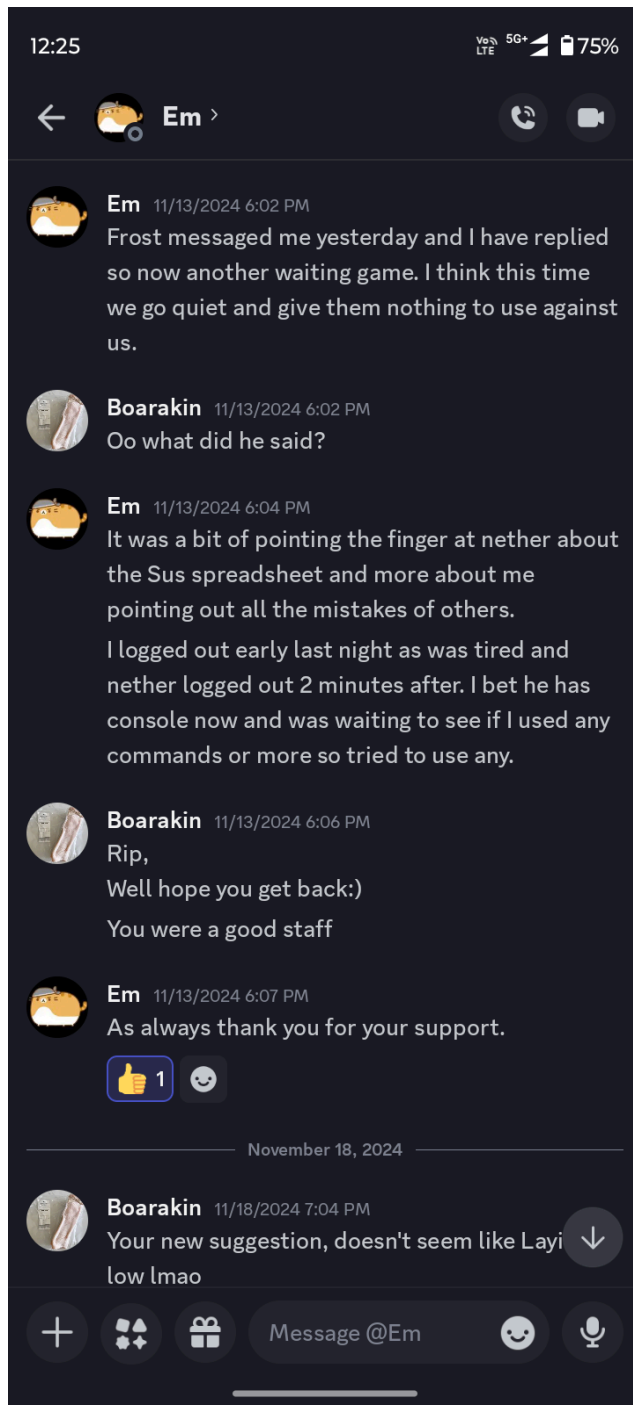 12:25
Vo LTE 5G+ 75%
Em
Em 11/13/2024 6:02 PM
Frost messaged me yesterday and I have replied
so now another waiting game. I think this time
we go quiet and give them nothing to use against
us.
Boarakin 11/13/2024 6:02 PM
Oo what did he said?
Em 11/13/2024 6:04 PM
It was a bit of pointing the finger at nether about
the Sus spreadsheet and more about me
pointing out all the mistakes of others.
I logged out early last night as was tired and
nether logged out 2 minutes after. I bet he has
console now and was waiting to see if I used any
commands or more so tried to use any.
Boarakin 11/13/2024 6:06 PM
Rip,
Well hope you get back:)
You were a good staff
Em 11/13/2024 6:07 PM
As always thank you for your support.
1
November 18, 2024
Boarakin 11/18/2024 7:04 PM
Your new suggestion, doesn't seem like Layi
low lmao
Message @Em